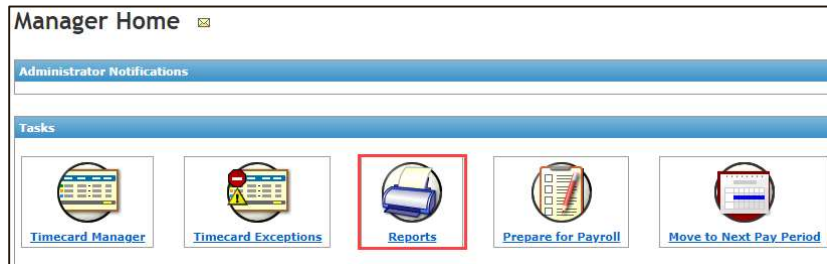 Manager Home
Administrator Notifications
Tasks
Timecard Manager
Timecard Exceptions
Reports
Prepare for Payroll
Move to Next Pay Period